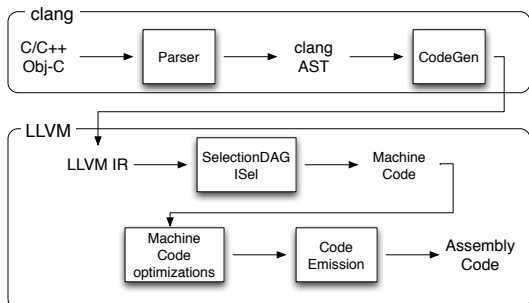 clang
C/C++
Obj-C
Parser
clang
AST
CodeGen
LLVM
LLVM IR
SelectionDAG
ISel
Machine
Code
Machine
Code
optimizations
Code
Emission
Assembly
Code